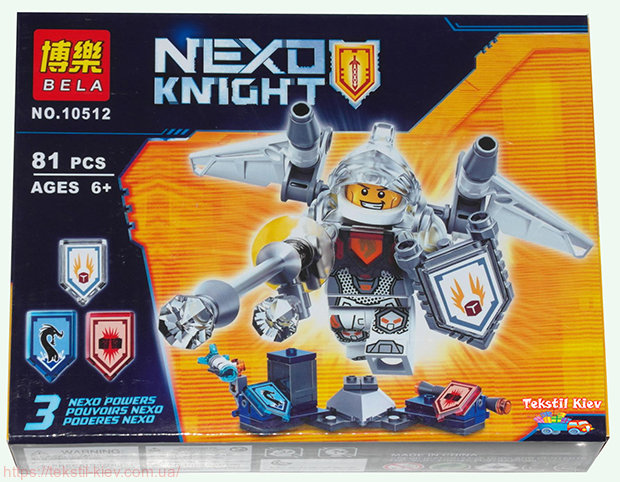 博樂
BELA
NO.10512
NEXO
KNIGHT
81 PCS
AGES 6+
3 NEXO POWERS
POUVOIRS NEXO
PODERES NEXO
Tekstil Kiev
https://tekstil-kiev.com.ua/